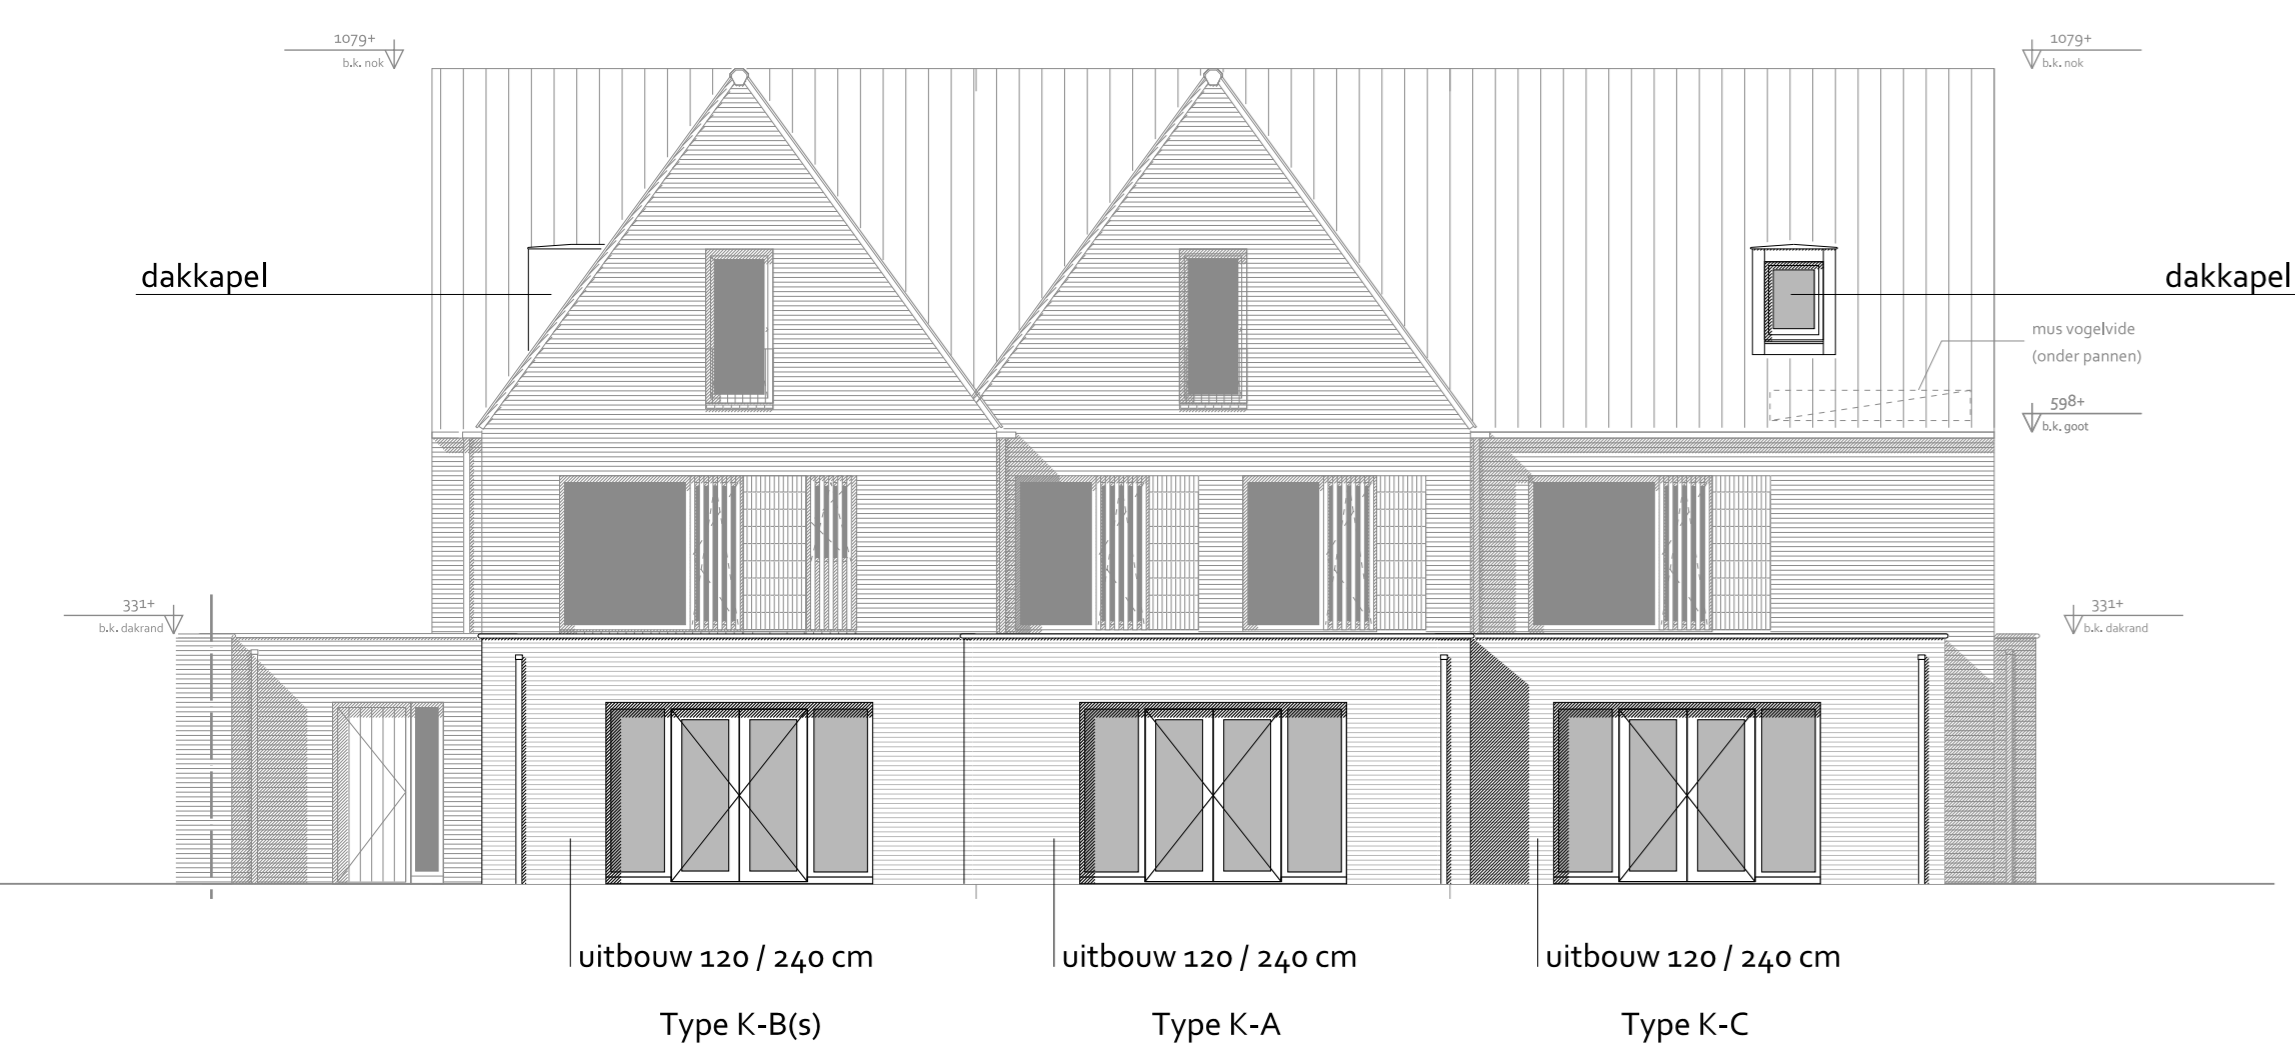 1079+
b.k. nok
1079+
b.k. nok
dakkapel
dakkapel
mus vogelvide
(onder pannen)
598+
b.k. goot
331+
b.k. dakrand
331+
b.k. dakrand
uitbouw 120 / 240 cm
uitbouw 120 / 240 cm
uitbouw 120 / 240 cm
Type K-B(s)
Type K-A
Type K-C